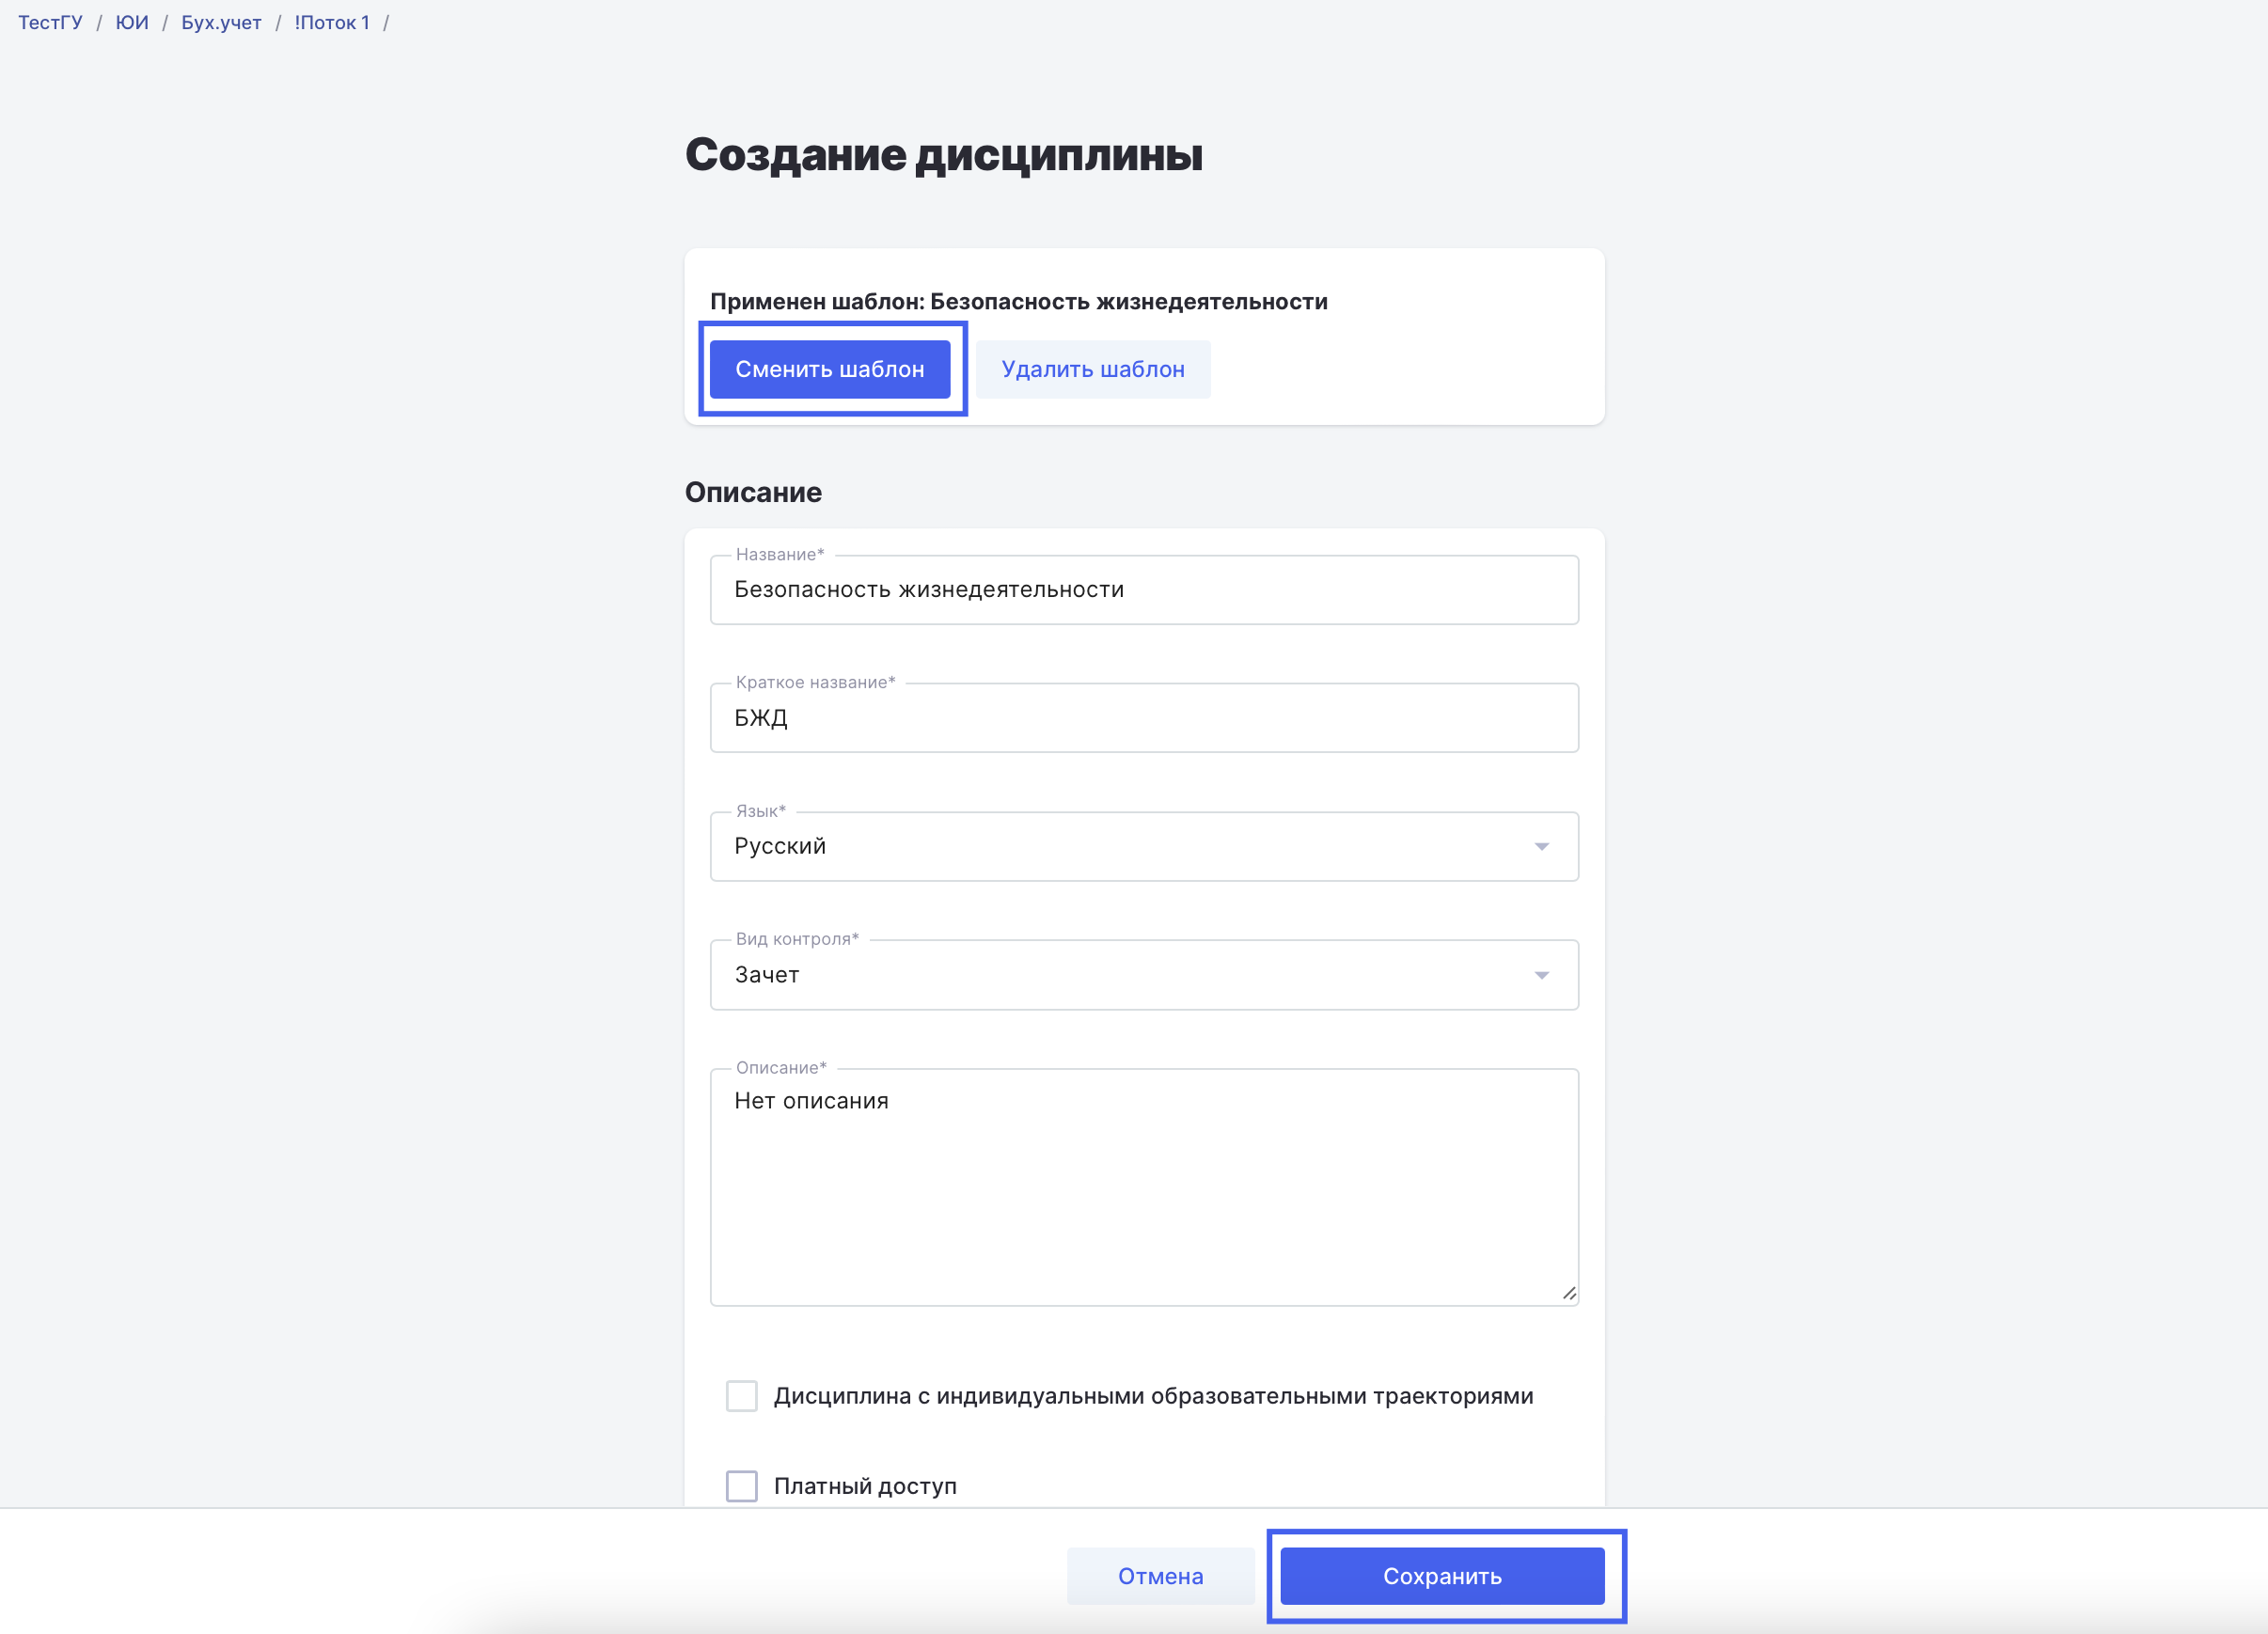 ТестГУ / ЮИ / Бух.учет / !Поток 1 /
Создание дисциплины
Применен шаблон: Безопасность жизнедеятельности
Сменить шаблон Удалить шаблон
Описание
Название*
Безопасность жизнедеятельности
Краткое название*
БЖД
Язык*
Русский
Вид контроля*
Зачет
Описание*
Нет описания
Дисциплина с индивидуальными образовательными траекториями
Платный доступ
Отмена Сохранить